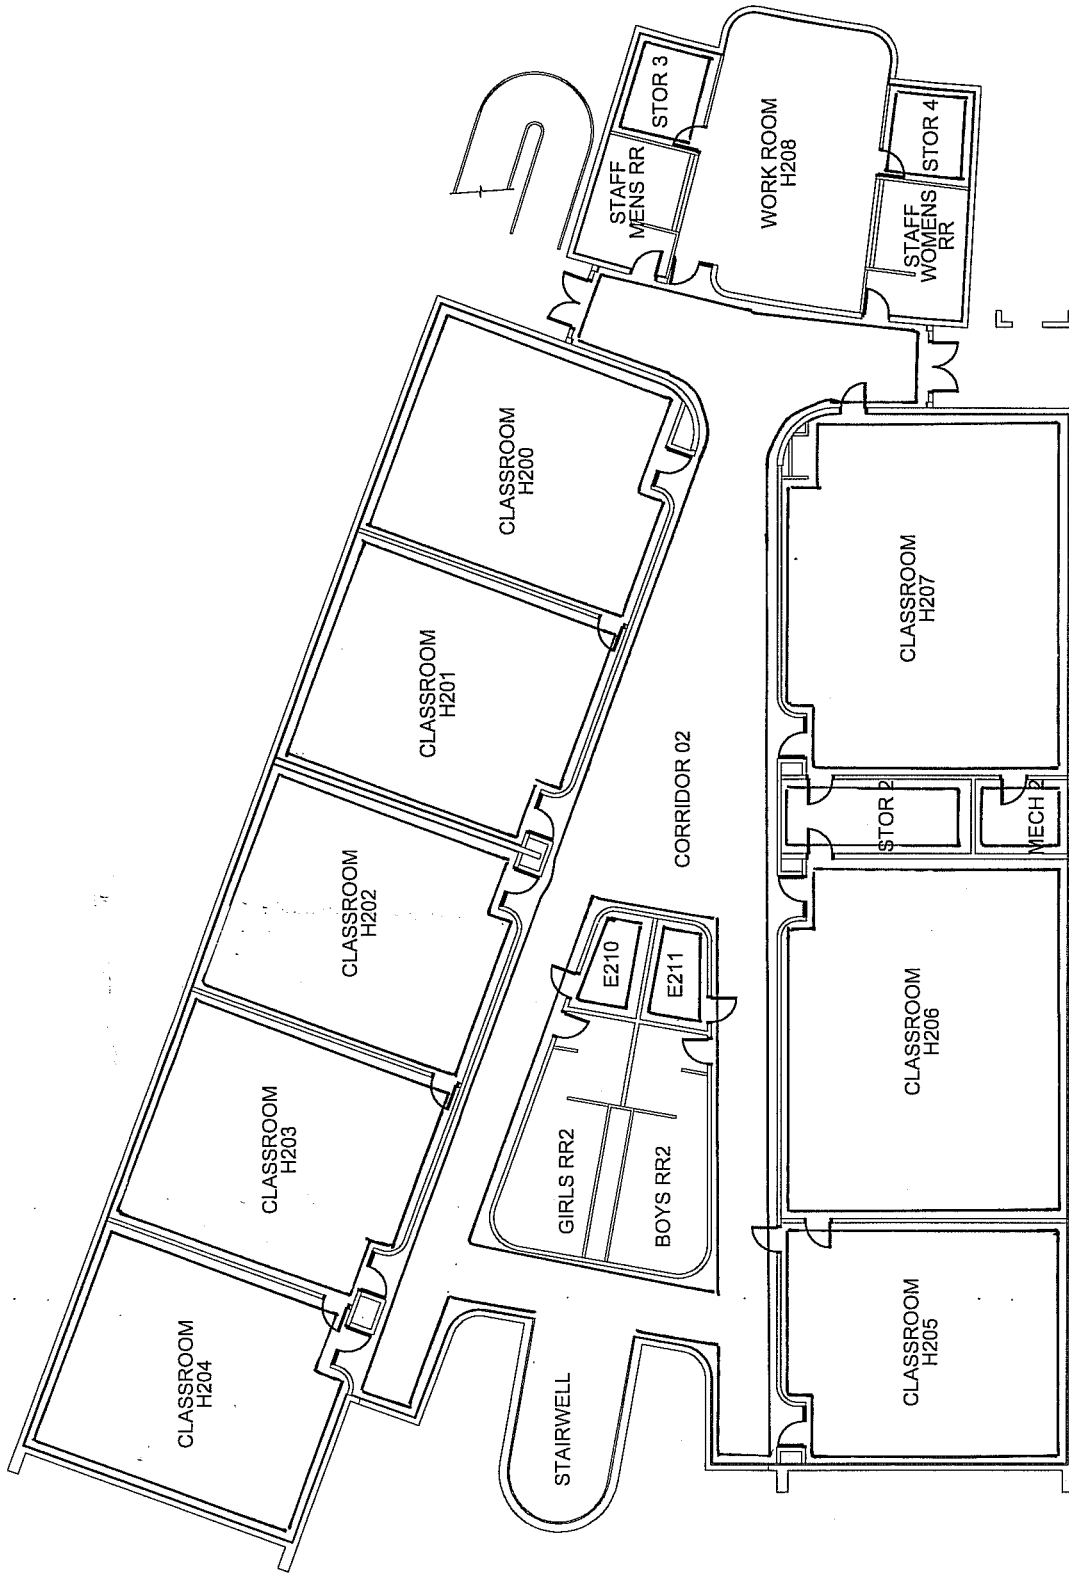 STOR 3
STAFF
MENS RR
WORK ROOM
H208
STOR 4
STAFF
WOMENS
RR
CLASSROOM
H200
CLASSROOM
H201
CLASSROOM
H202
CLASSROOM
H203
CLASSROOM
H204
CORRIDOR 02
E210
E211
GIRLS RR2
BOYS RR2
STAIRWELL
CLASSROOM
H207
STOR 2
MECH 2
CLASSROOM
H206
CLASSROOM
H205